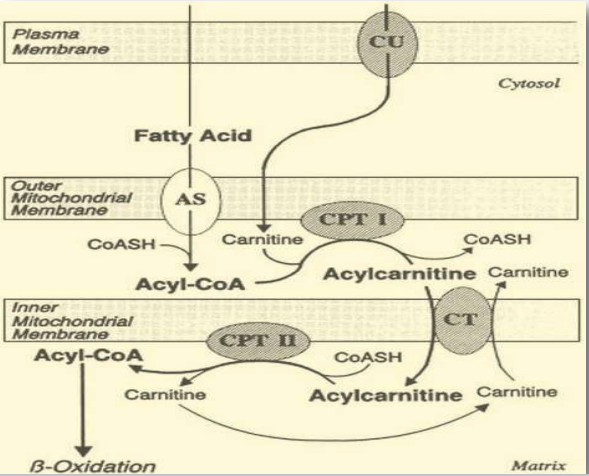 Plasma
Membrane
CU
Cytosol
Fatty Acid
Outer
Mitochondrial
Membrane
AS
CPT I
CoASH
Carnitine
CoASH
Acyl-CoA
Acylcarnitine
Carnitine
Inner
Mitochondrial
Membrane
CT
CPT II
Acyl-CoA
CoASH
Carnitine
Acylcarnitine
Carnitine
ß-Oxidation
Matrix